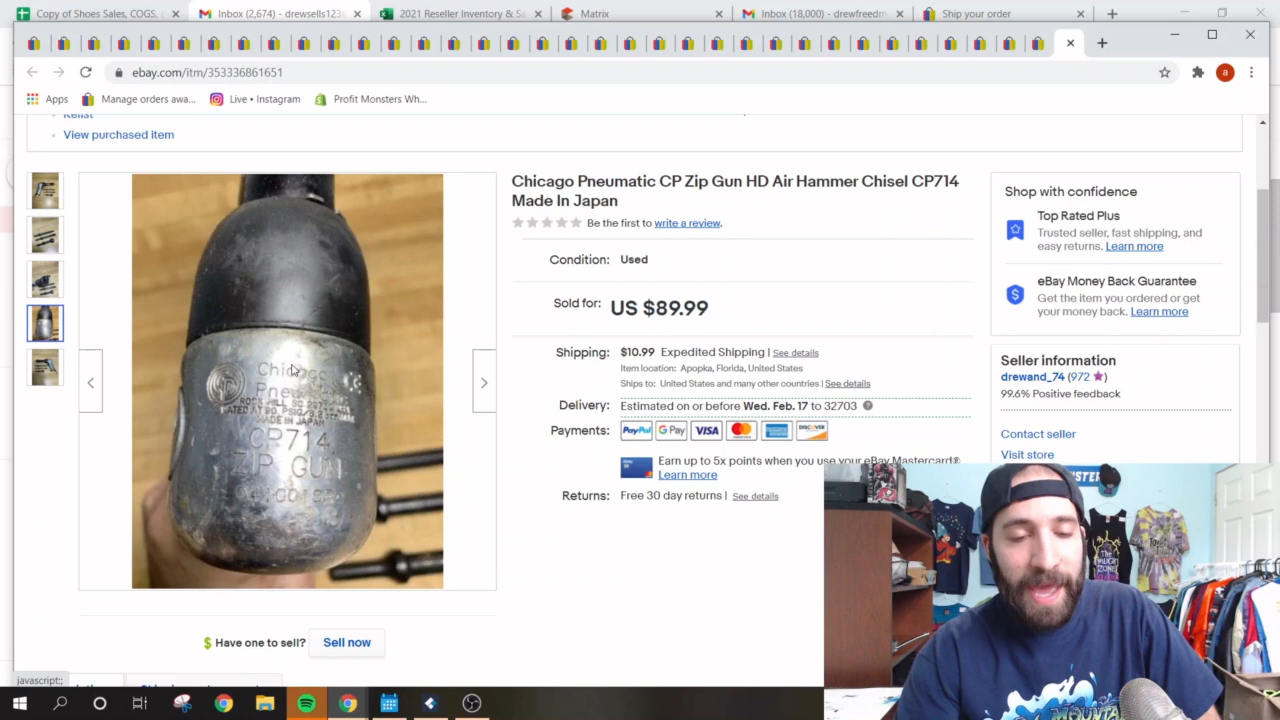 Copy of Shoes Sales, COGS,
Inbox (2,674) - drewsells123
2021 Reseller Inventory & S
Matrix
Inbox (18,000) - drewfreedm
Ship your order
ebay.com/itm/353336861651
a
Apps
Manage orders awa...
Live • Instagram
Profit Monsters Wh...
Relist
View purchased item
Chicago Pneumatic CP Zip Gun HD Air Hammer Chisel CP714
Made In Japan
Be the first to write a review.
Condition: Used
Sold for: US $89.99
Shipping: $10.99 Expedited Shipping | See details
Item location: Apopka, Florida, United States
Ships to: United States and many other countries | See details
Delivery: Estimated on or before Wed. Feb. 17 to 32703
Payments: PayPal G Pay VISA
DISCOVER
Earn up to 5x points when you use your eBay Mastercard®
Learn more
Returns: Free 30 day returns | See details
Shop with confidence
Top Rated Plus
Trusted seller, fast shipping, and
easy returns. Learn more
eBay Money Back Guarantee
Get the item you ordered or get
your money back. Learn more
Seller information
drewand_74 (972)
99.6% Positive feedback
Contact seller
Visit store
CP714
ZIP GUN
MADE IN JAPAN
Have one to sell? Sell now
javascript:;